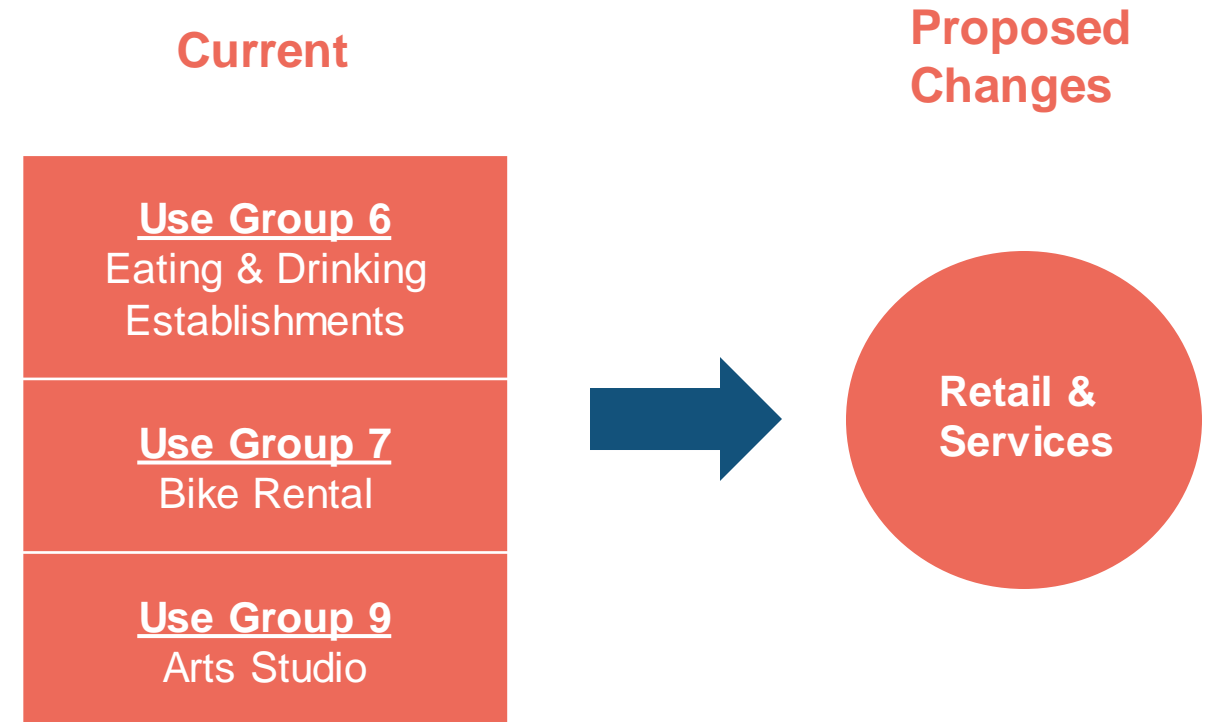 Current
Proposed
Changes
Use Group 6
Eating & Drinking
Establishments
Use Group 7
Bike Rental
Use Group 9
Arts Studio
Retail &
Services